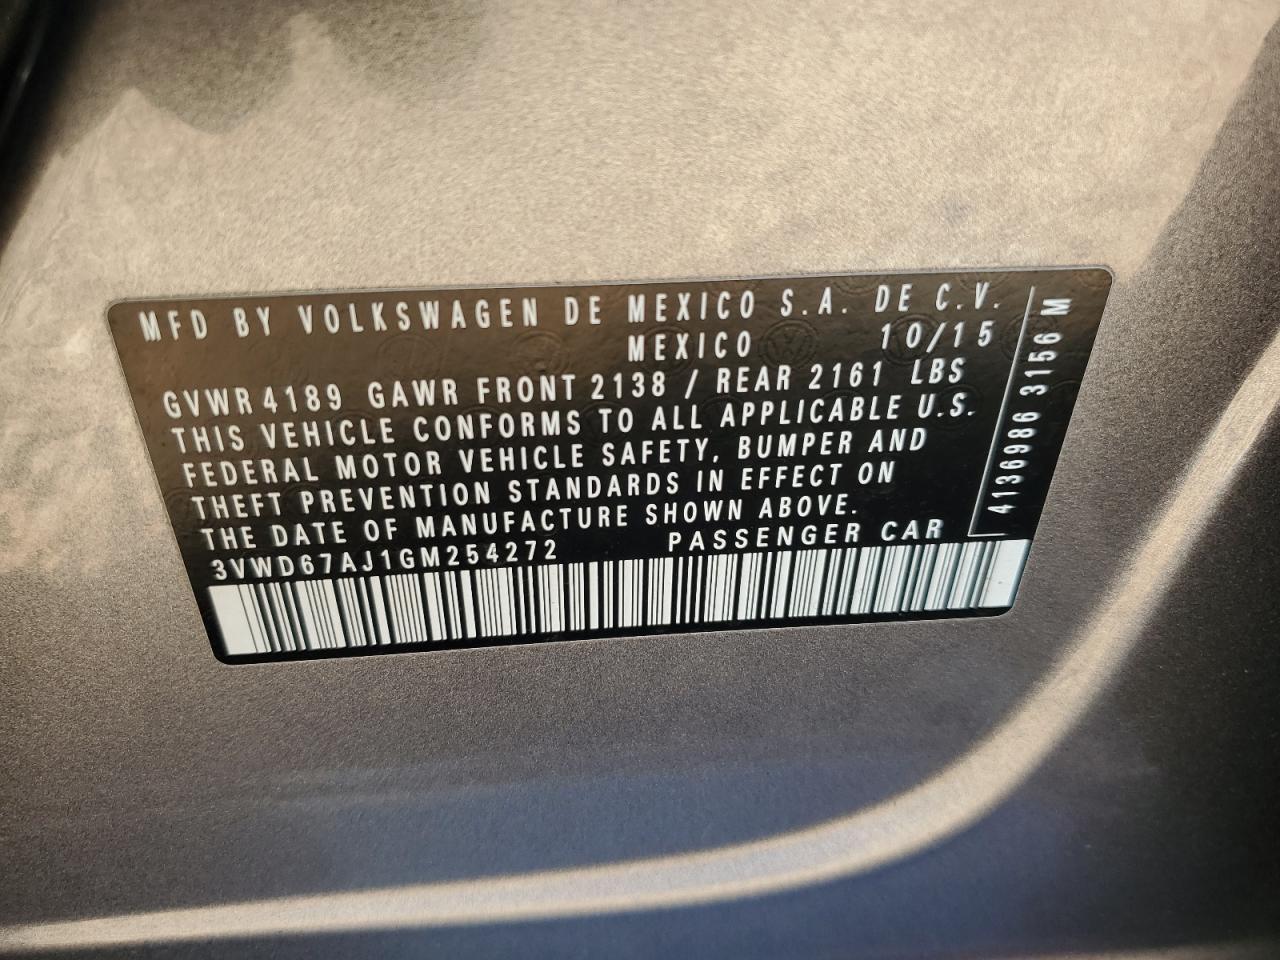 MFD BY VOLKSWAGEN DE MEXICO S.A. DE C.V.
MEXICO 10/15
GVWR 4189 GAWR FRONT 2138 / REAR 2161 LBS
THIS VEHICLE CONFORMS TO ALL APPLICABLE U.S.
FEDERAL MOTOR VEHICLE SAFETY, BUMPER AND
THEFT PREVENTION STANDARDS IN EFFECT ON
THE DATE OF MANUFACTURE SHOWN ABOVE.
3VWD67AJ1GM254272 PASSENGER CAR
4136986 3156 M